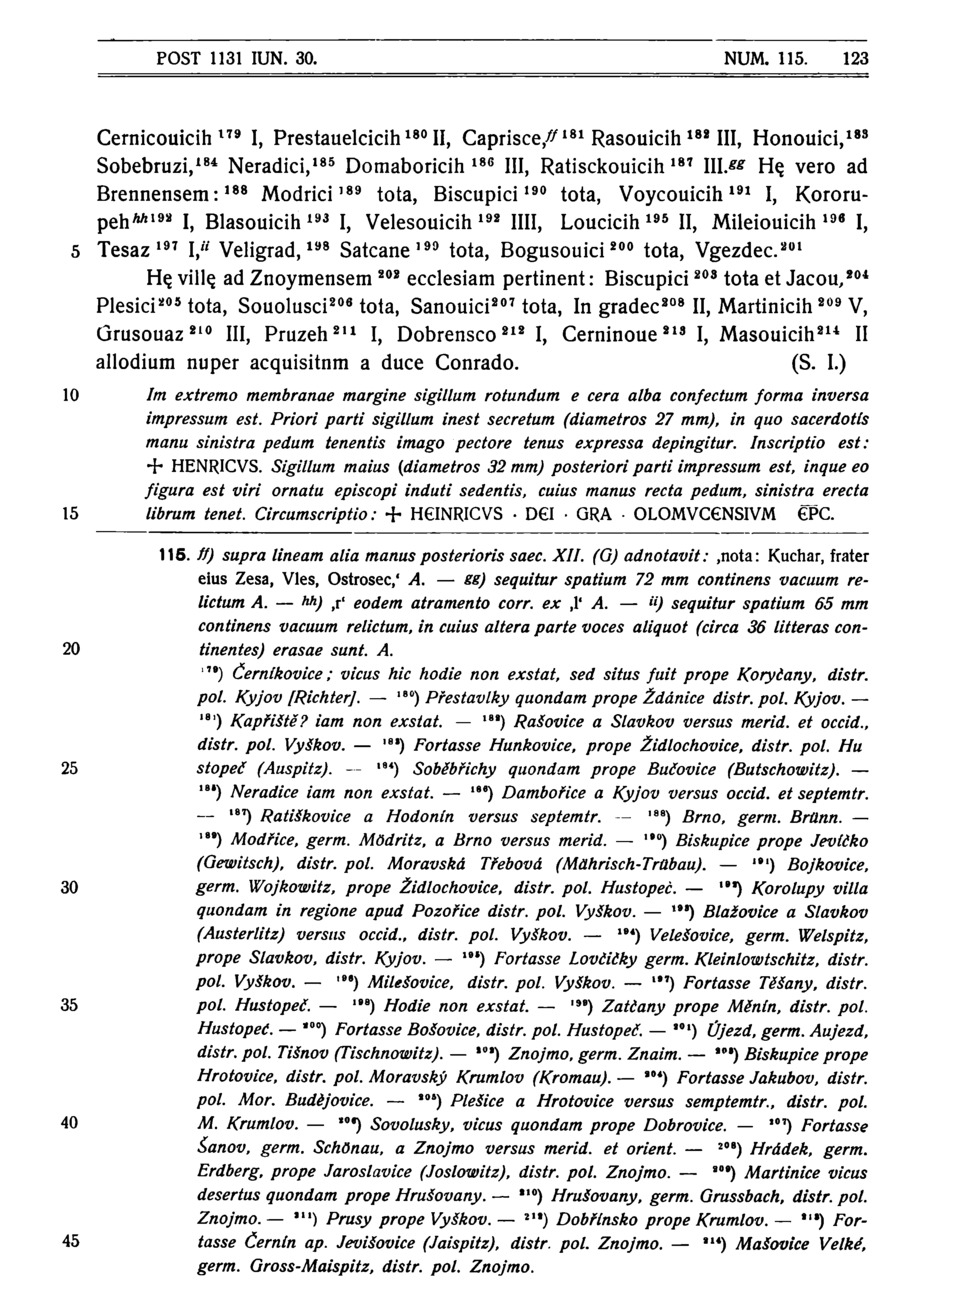 POST 1131 IUN. 30. NUM. 115. 123
Cernicouicih ¹⁷⁹ I, Prestauelcicih ¹⁸⁰ II, Caprisce,ᶠᶠ ¹⁸¹ Rasouicih ¹⁸² III, Honouici,¹⁸³
Sobebruzi,¹⁸⁴ Neradici,¹⁸⁵ Domaboricih ¹⁸⁶ III, Ratisckouicih ¹⁸⁷ III.ᵍᵍ Hę vero ad
Brennensem: ¹⁸⁸ Modrici ¹⁸⁹ tota, Biscupici ¹⁹⁰ tota, Voycouicih ¹⁹¹ I, Kororu-
peh ʰʰ ¹⁹² I, Blasouicih ¹⁹³ I, Velesouicih ¹⁹² IIII, Loucicih ¹⁹⁵ II, Mileiouicih ¹⁹⁶ I,
5 Tesaz ¹⁹⁷ I,ⁱⁱ Veligrad, ¹⁹⁸ Satcane ¹⁹⁹ tota, Bogusouici ²⁰⁰ tota, Vgezdec.²⁰¹
Hę villę ad Znoymensem ²⁰² ecclesiam pertinent: Biscupici ²⁰³ tota et Jacou,²⁰⁴
Plesici ²⁰⁵ tota, Souolusci ²⁰⁶ tota, Sanouici ²⁰⁷ tota, In gradec ²⁰⁸ II, Martinicih ²⁰⁹ V,
Grusouaz ²¹⁰ III, Pruzeh ²¹¹ I, Dobrensco ²¹² I, Cerninoue ²¹³ I, Masouicih ²¹⁴ II
allodium nuper acquisitnm a duce Conrado. (S. I.)
10 Im extremo membranae margine sigillum rotundum e cera alba confectum forma inversa
impressum est. Priori parti sigillum inest secretum (diametros 27 mm), in quo sacerdotis
manu sinistra pedum tenentis imago pectore tenus expressa depingitur. Inscriptio est:
+ HENRICVS. Sigillum maius (diametros 32 mm) posteriori parti impressum est, inque eo
figura est viri ornatu episcopi induti sedentis, cuius manus recta pedum, sinistra erecta
15 librum tenet. Circumscriptio: + HЄINRICVS · DЄI · GRA · OLOMVCЄNSIVM Є̅P̅C.
115. ff) supra lineam alia manus posterioris saec. XII. (G) adnotavit: ‚nota: Kuchar, frater
eius Zesa, Vles, Ostrosec,‘ A. — gg) sequitur spatium 72 mm continens vacuum re-
lictum A. — hh) ‚r‘ eodem atramento corr. ex ‚l‘ A. — ii) sequitur spatium 65 mm
continens vacuum relictum, in cuius altera parte voces aliquot (circa 36 litteras con-
20 tinentes) erasae sunt. A.
¹⁷⁹) Černíkovice; vicus hic hodie non exstat, sed situs fuit prope Koryčany, distr.
pol. Kyjov [Richter]. — ¹⁸⁰) Přestavlky quondam prope Ždánice distr. pol. Kyjov. —
¹⁸¹) Kapřiště? iam non exstat. — ¹⁸²) Rašovice a Slavkov versus merid. et occid.,
distr. pol. Vyškov. — ¹⁸³) Fortasse Hunkovice, prope Židlochovice, distr. pol. Hu
25 stopeč (Auspitz). — ¹⁸⁴) Soběbřichy quondam prope Bučovice (Butschowitz). —
¹⁸⁵) Neradice iam non exstat. — ¹⁸⁶) Dambořice a Kyjov versus occid. et septemtr.
— ¹⁸⁷) Ratiškovice a Hodonín versus septemtr. — ¹⁸⁸) Brno, germ. Brünn. —
¹⁸⁹) Modřice, germ. Mödritz, a Brno versus merid. — ¹⁹⁰) Biskupice prope Jevíčko
(Gewitsch), distr. pol. Moravská Třebová (Mährisch-Trübau). — ¹⁹¹) Bojkovice,
30 germ. Wojkowitz, prope Židlochovice, distr. pol. Hustopeč. — ¹⁹²) Korolupy villa
quondam in regione apud Pozořice distr. pol. Vyškov. — ¹⁹³) Blažovice a Slavkov
(Austerlitz) versus occid., distr. pol. Vyškov. — ¹⁹⁴) Velešovice, germ. Welspitz,
prope Slavkov, distr. Kyjov. — ¹⁹⁵) Fortasse Lovčičky germ. Kleinlowtschitz, distr.
pol. Vyškov. — ¹⁹⁶) Milešovice, distr. pol. Vyškov. — ¹⁹⁷) Fortasse Těšany, distr.
35 pol. Hustopeč. — ¹⁹⁸) Hodie non exstat. — ¹⁹⁹) Zatčany prope Měnín, distr. pol.
Hustopeč. — ²⁰⁰) Fortasse Bošovice, distr. pol. Hustopeč. — ²⁰¹) Újezd, germ. Aujezd,
distr. pol. Tišnov (Tischnowitz). — ²⁰²) Znojmo, germ. Znaim. — ²⁰³) Biskupice prope
Hrotovice, distr. pol. Moravský Krumlov (Kromau). — ²⁰⁴) Fortasse Jakubov, distr.
pol. Mor. Budějovice. — ²⁰⁵) Plešice a Hrotovice versus semptemtr., distr. pol.
40 M. Krumlov. — ²⁰⁶) Sovolusky, vicus quondam prope Dobrovice. — ²⁰⁷) Fortasse
Šanov, germ. Schönau, a Znojmo versus merid. et orient. — ²⁰⁸) Hrádek, germ.
Erdberg, prope Jaroslavice (Joslowitz), distr. pol. Znojmo. — ²⁰⁹) Martinice vicus
desertus quondam prope Hrušovany. — ²¹⁰) Hrušovany, germ. Grussbach, distr. pol.
Znojmo. — ²¹¹) Prusy prope Vyškov. — ²¹²) Dobřínsko prope Krumlov. — ²¹³) For-
45 tasse Černín ap. Jevišovice (Jaispitz), distr. pol. Znojmo. — ²¹⁴) Mašovice Velké,
germ. Gross-Maispitz, distr. pol. Znojmo.